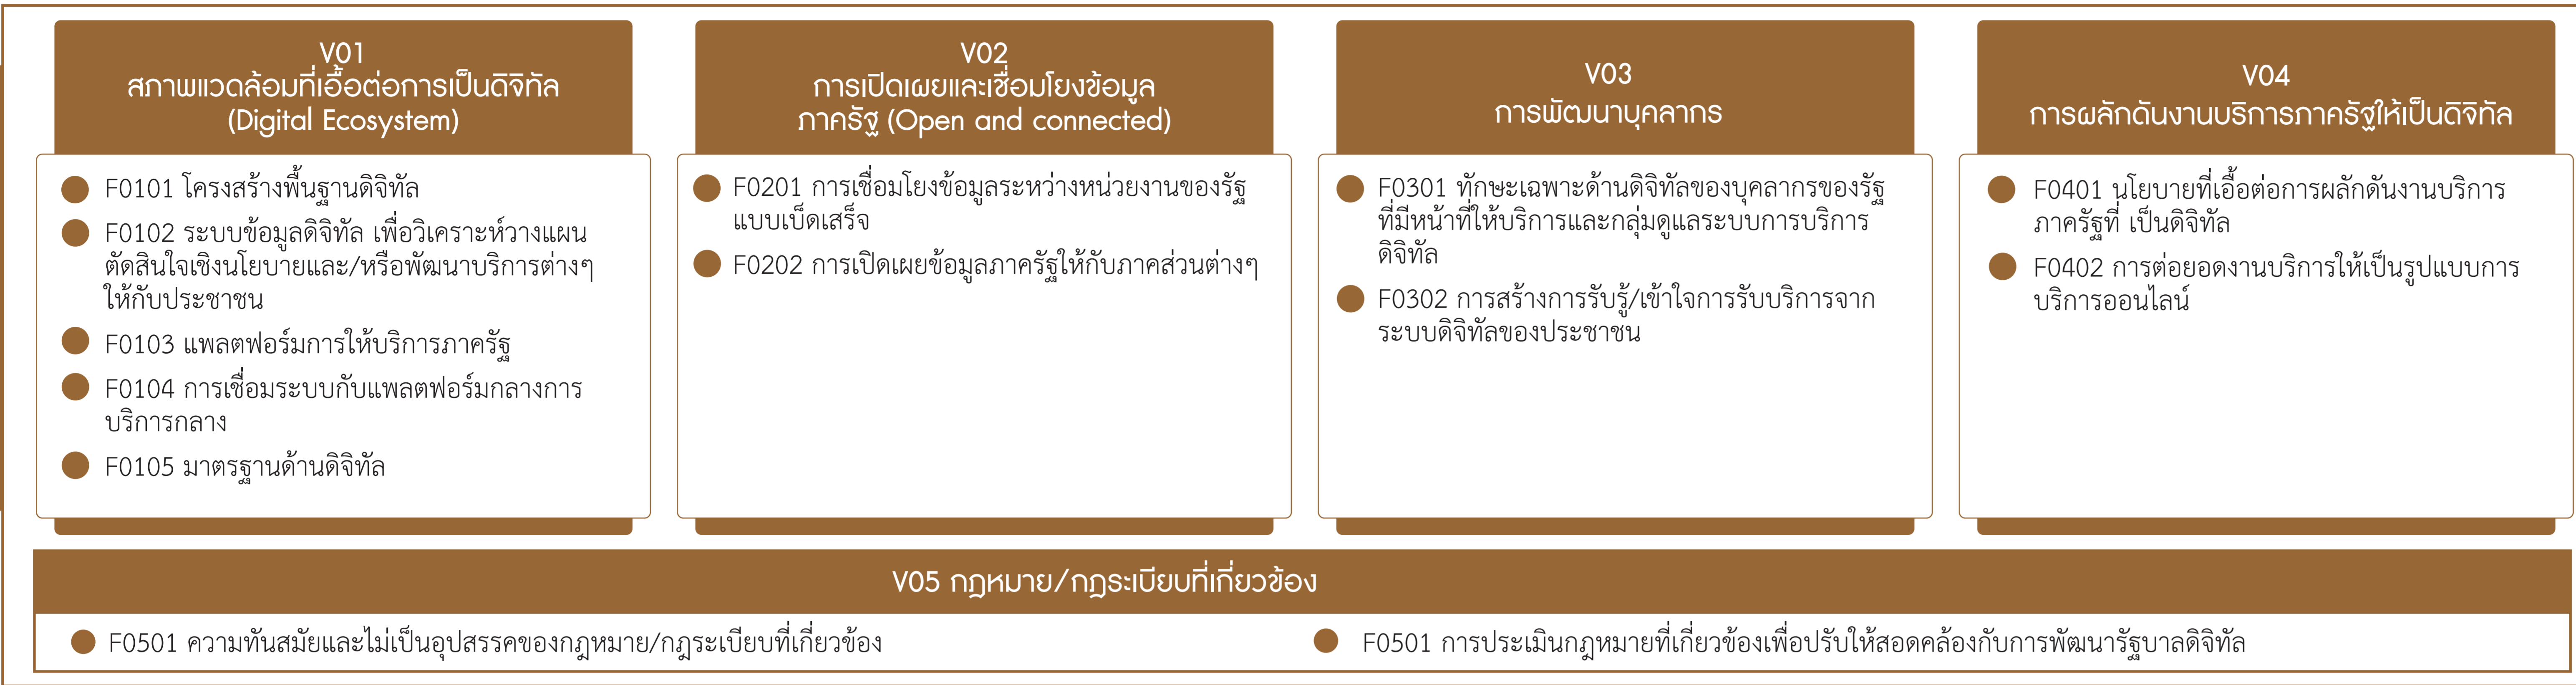 V01
สภาพแวดล้อมที่เอื้อต่อการเป็นดิจิทัล
(Digital Ecosystem)
F0101 โครงสร้างพื้นฐานดิจิทัล
F0102 ระบบข้อมูลดิจิทัล เพื่อวิเคราะห์วางแผน
ตัดสินใจเชิงนโยบายและ/หรือพัฒนาบริการต่างๆ
ให้กับประชาชน
F0103 แพลตฟอร์มการให้บริการภาครัฐ
F0104 การเชื่อมระบบกับแพลตฟอร์มกลางการ
บริการกลาง
F0105 มาตรฐานด้านดิจิทัล
V02
การเปิดเผยและเชื่อมโยงข้อมูล
ภาครัฐ (Open and connected)
F0201 การเชื่อมโยงข้อมูลระหว่างหน่วยงานของรัฐ
แบบเบ็ดเสร็จ
F0202 การเปิดเผยข้อมูลภาครัฐให้กับภาคส่วนต่างๆ
V03
การพัฒนาบุคลากร
F0301 ทักษะเฉพาะด้านดิจิทัลของบุคลากรของรัฐ
ที่มีหน้าที่ให้บริการและกลุ่มดูแลระบบการบริการ
ดิจิทัล
F0302 การสร้างการรับรู้/เข้าใจการรับบริการจาก
ระบบดิจิทัลของประชาชน
V04
การผลักดันงานบริการภาครัฐให้เป็นดิจิทัล
F0401 นโยบายที่เอื้อต่อการผลักดันงานบริการ
ภาครัฐที่ เป็นดิจิทัล
F0402 การต่อยอดงานบริการให้เป็นรูปแบบการ
บริการออนไลน์
V05 กฎหมาย/กฎระเบียบที่เกี่ยวข้อง
F0501 ความทันสมัยและไม่เป็นอุปสรรคของกฎหมาย/กฎระเบียบที่เกี่ยวข้อง
F0501 การประเมินกฎหมายที่เกี่ยวข้องเพื่อปรับให้สอดคล้องกับการพัฒนารัฐบาลดิจิทัล